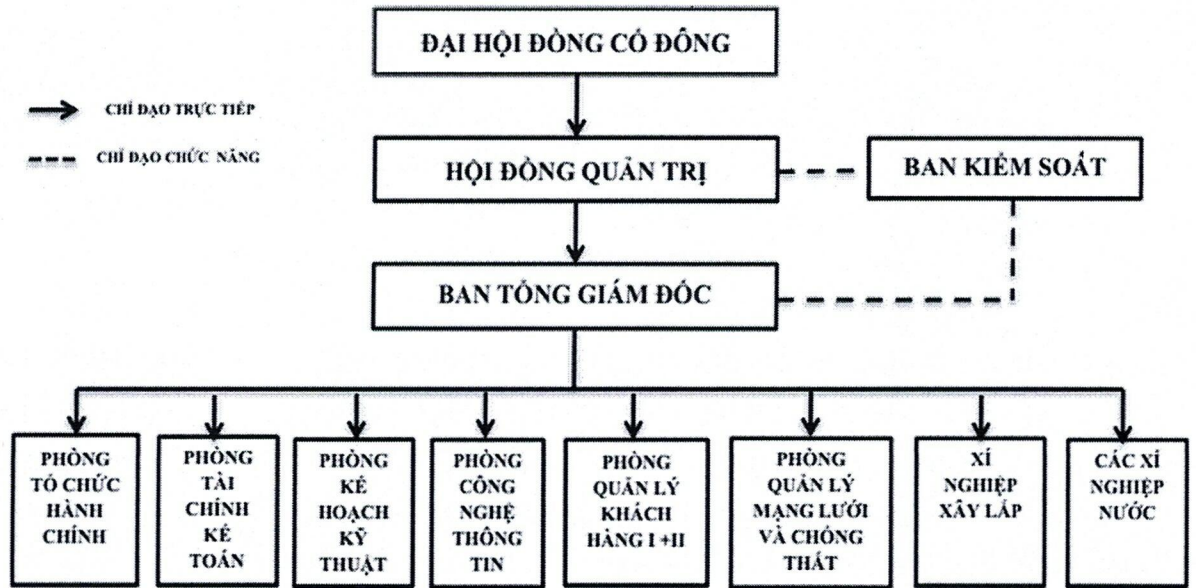 ĐẠI HỘI ĐỒNG CỔ ĐÔNG
CHỈ ĐẠO TRỰC TIẾP
CHỈ ĐẠO CHỨC NĂNG
HỘI ĐỒNG QUẢN TRỊ
BAN KIỂM SOÁT
BAN TỔNG GIÁM ĐỐC
PHÒNG
TỔ CHỨC
HÀNH
CHÍNH
PHÒNG
TÀI
CHÍNH
KẾ
TOÁN
PHÒNG
KẾ
HOẠCH
KỸ
THUẬT
PHÒNG
CÔNG
NGHỆ
THÔNG
TIN
PHÒNG
QUẢN LÝ
KHÁCH
HÀNG I +II
PHÒNG
QUẢN LÝ
MẠNG LƯỚI
VÀ CHỐNG
THẤT
XÍ
NGHIỆP
XÂY LẮP
CÁC XÍ
NGHIỆP
NƯỚC